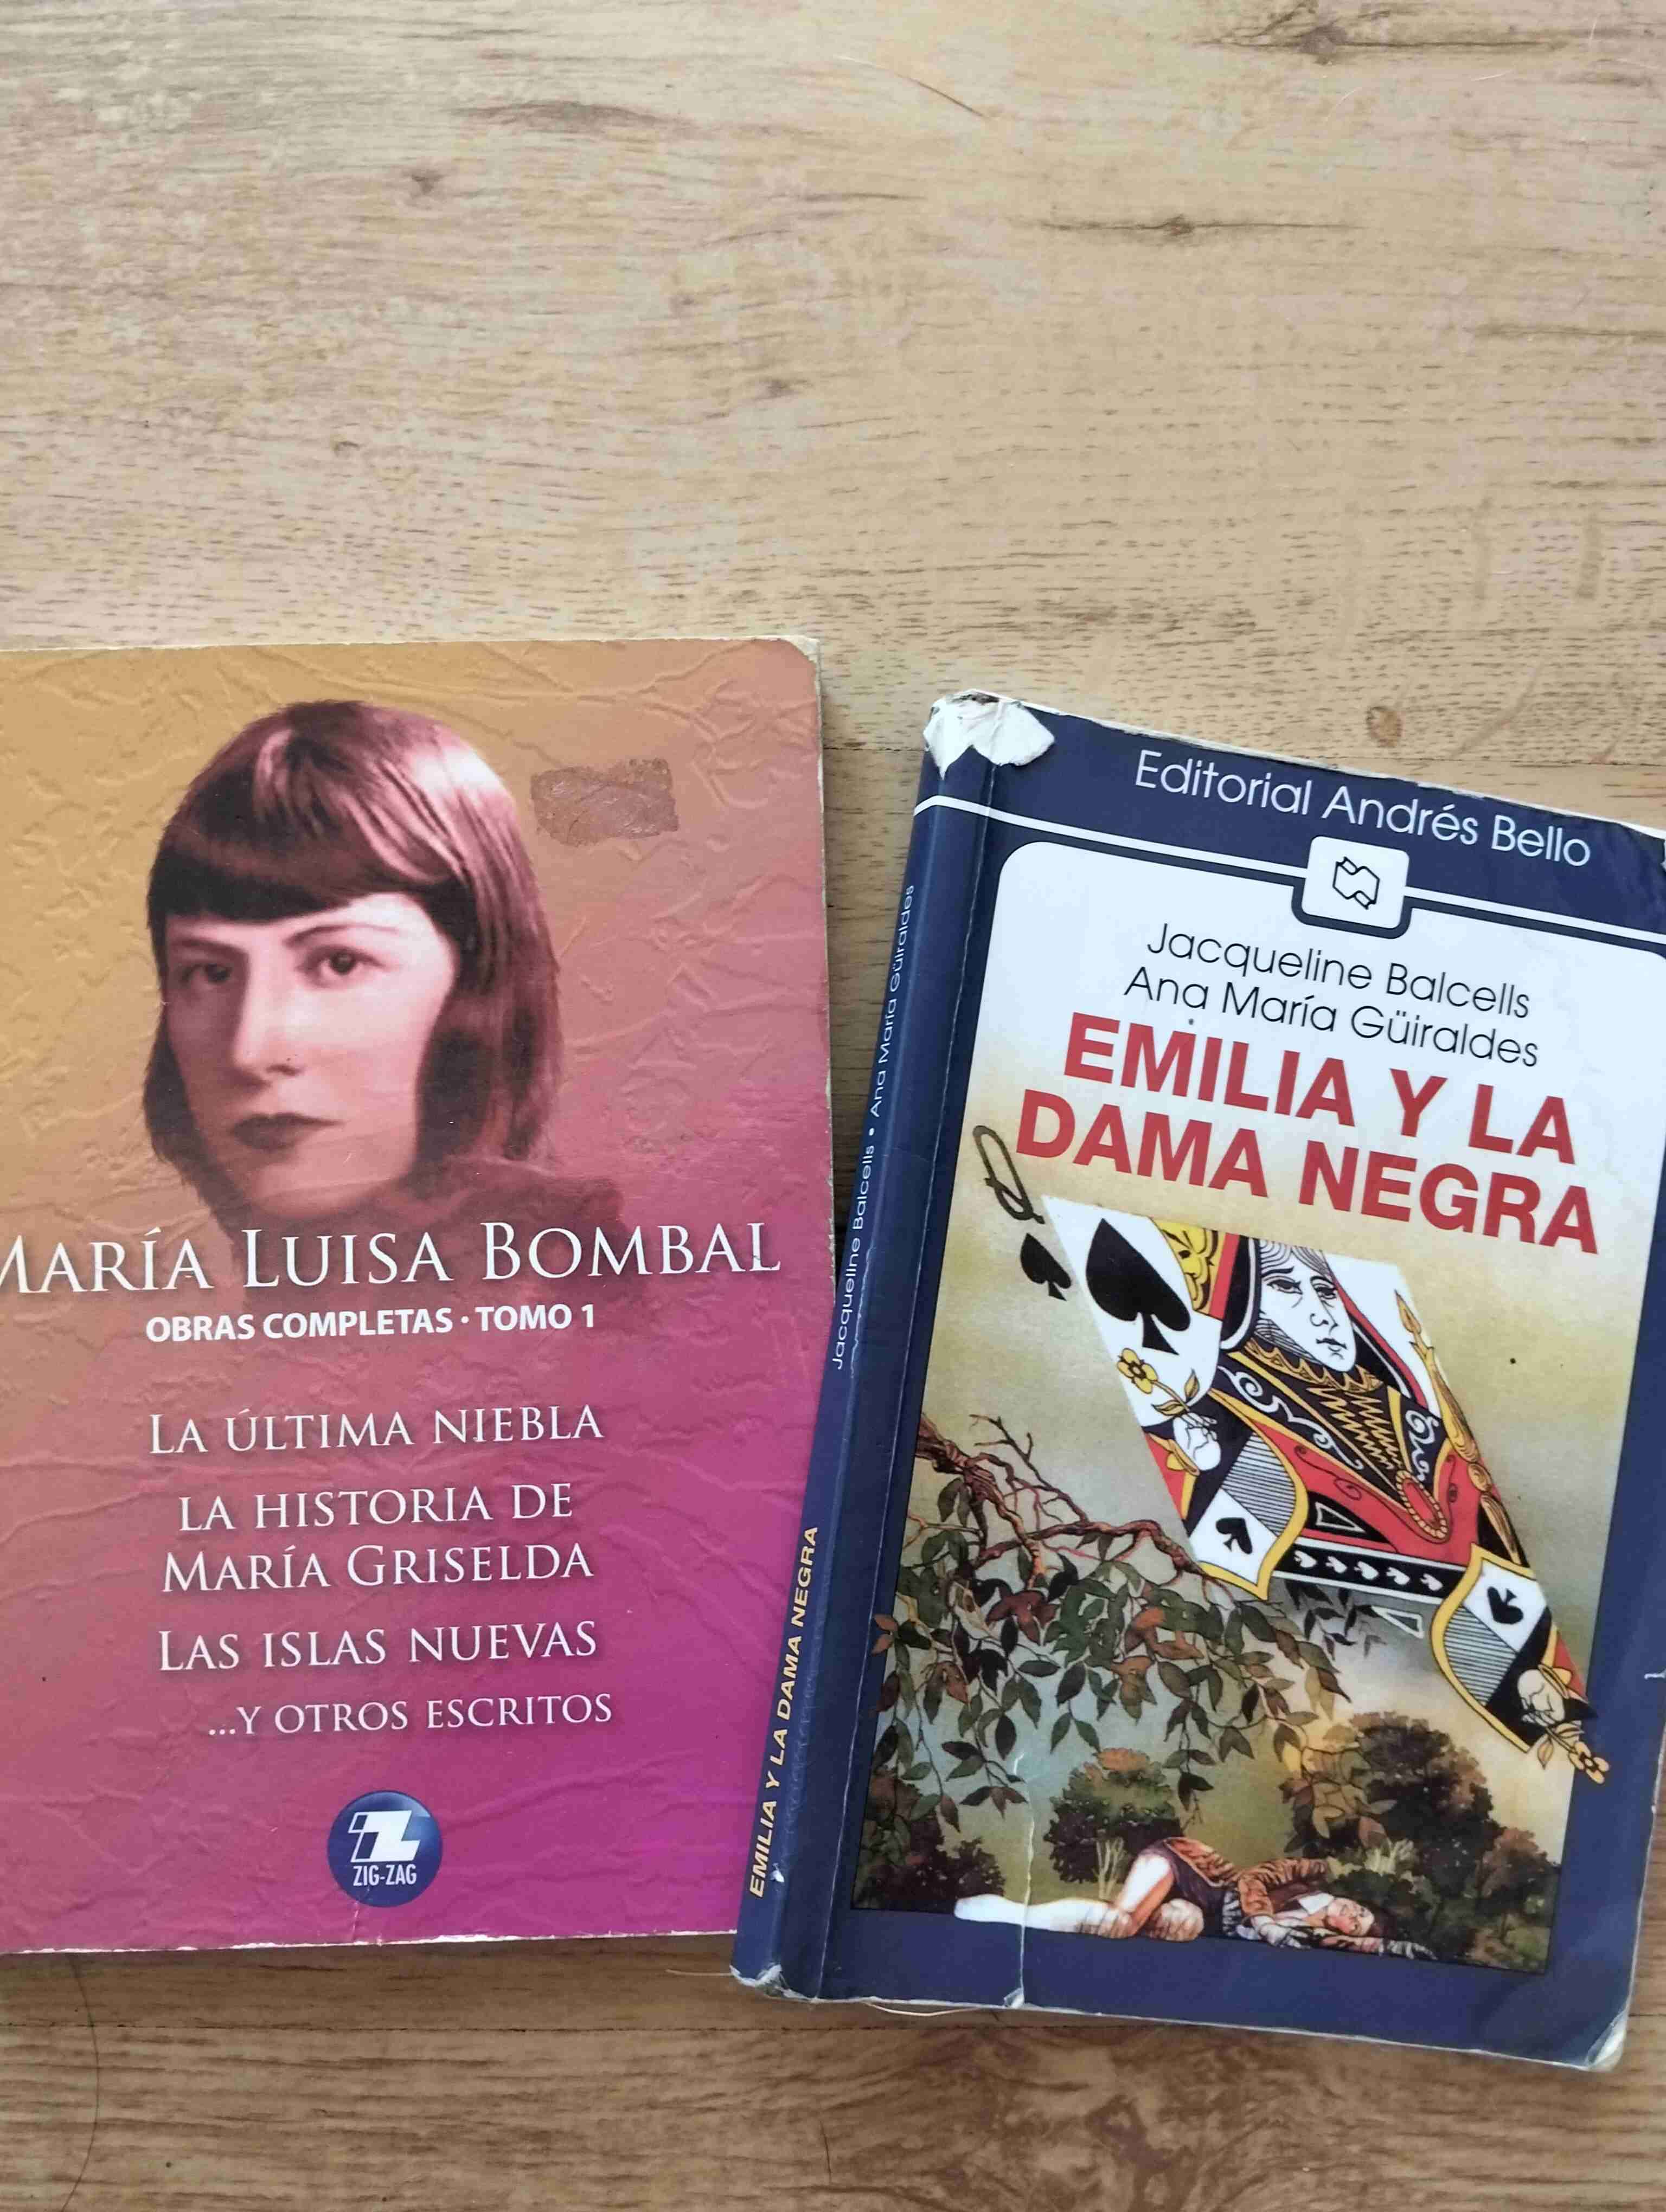 MARÍA LUISA BOMBAL
OBRAS COMPLETAS · TOMO 1
LA ÚLTIMA NIEBLA
LA HISTORIA DE
MARÍA GRISELDA
LAS ISLAS NUEVAS
...Y OTROS ESCRITOS
ZIG-ZAG
Jacqueline Balcells • Ana María Güiraldes
EMILIA Y LA DAMA NEGRA
Editorial Andrés Bello
Jacqueline Balcells
Ana María Güiraldes
EMILIA Y LA
DAMA NEGRA
Q